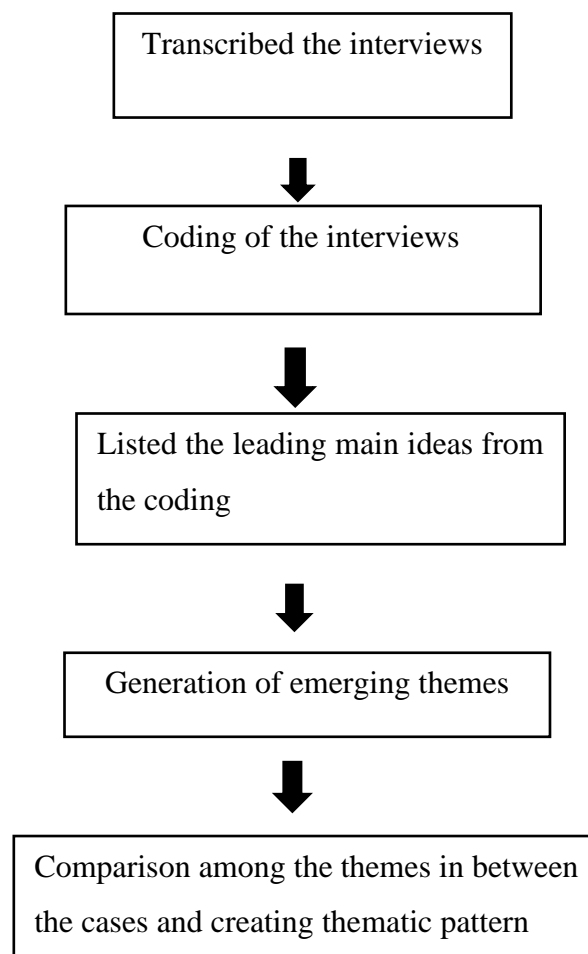 Transcribed the interviews
Coding of the interviews
Listed the leading main ideas from
the coding
Generation of emerging themes
Comparison among the themes in between
the cases and creating thematic pattern